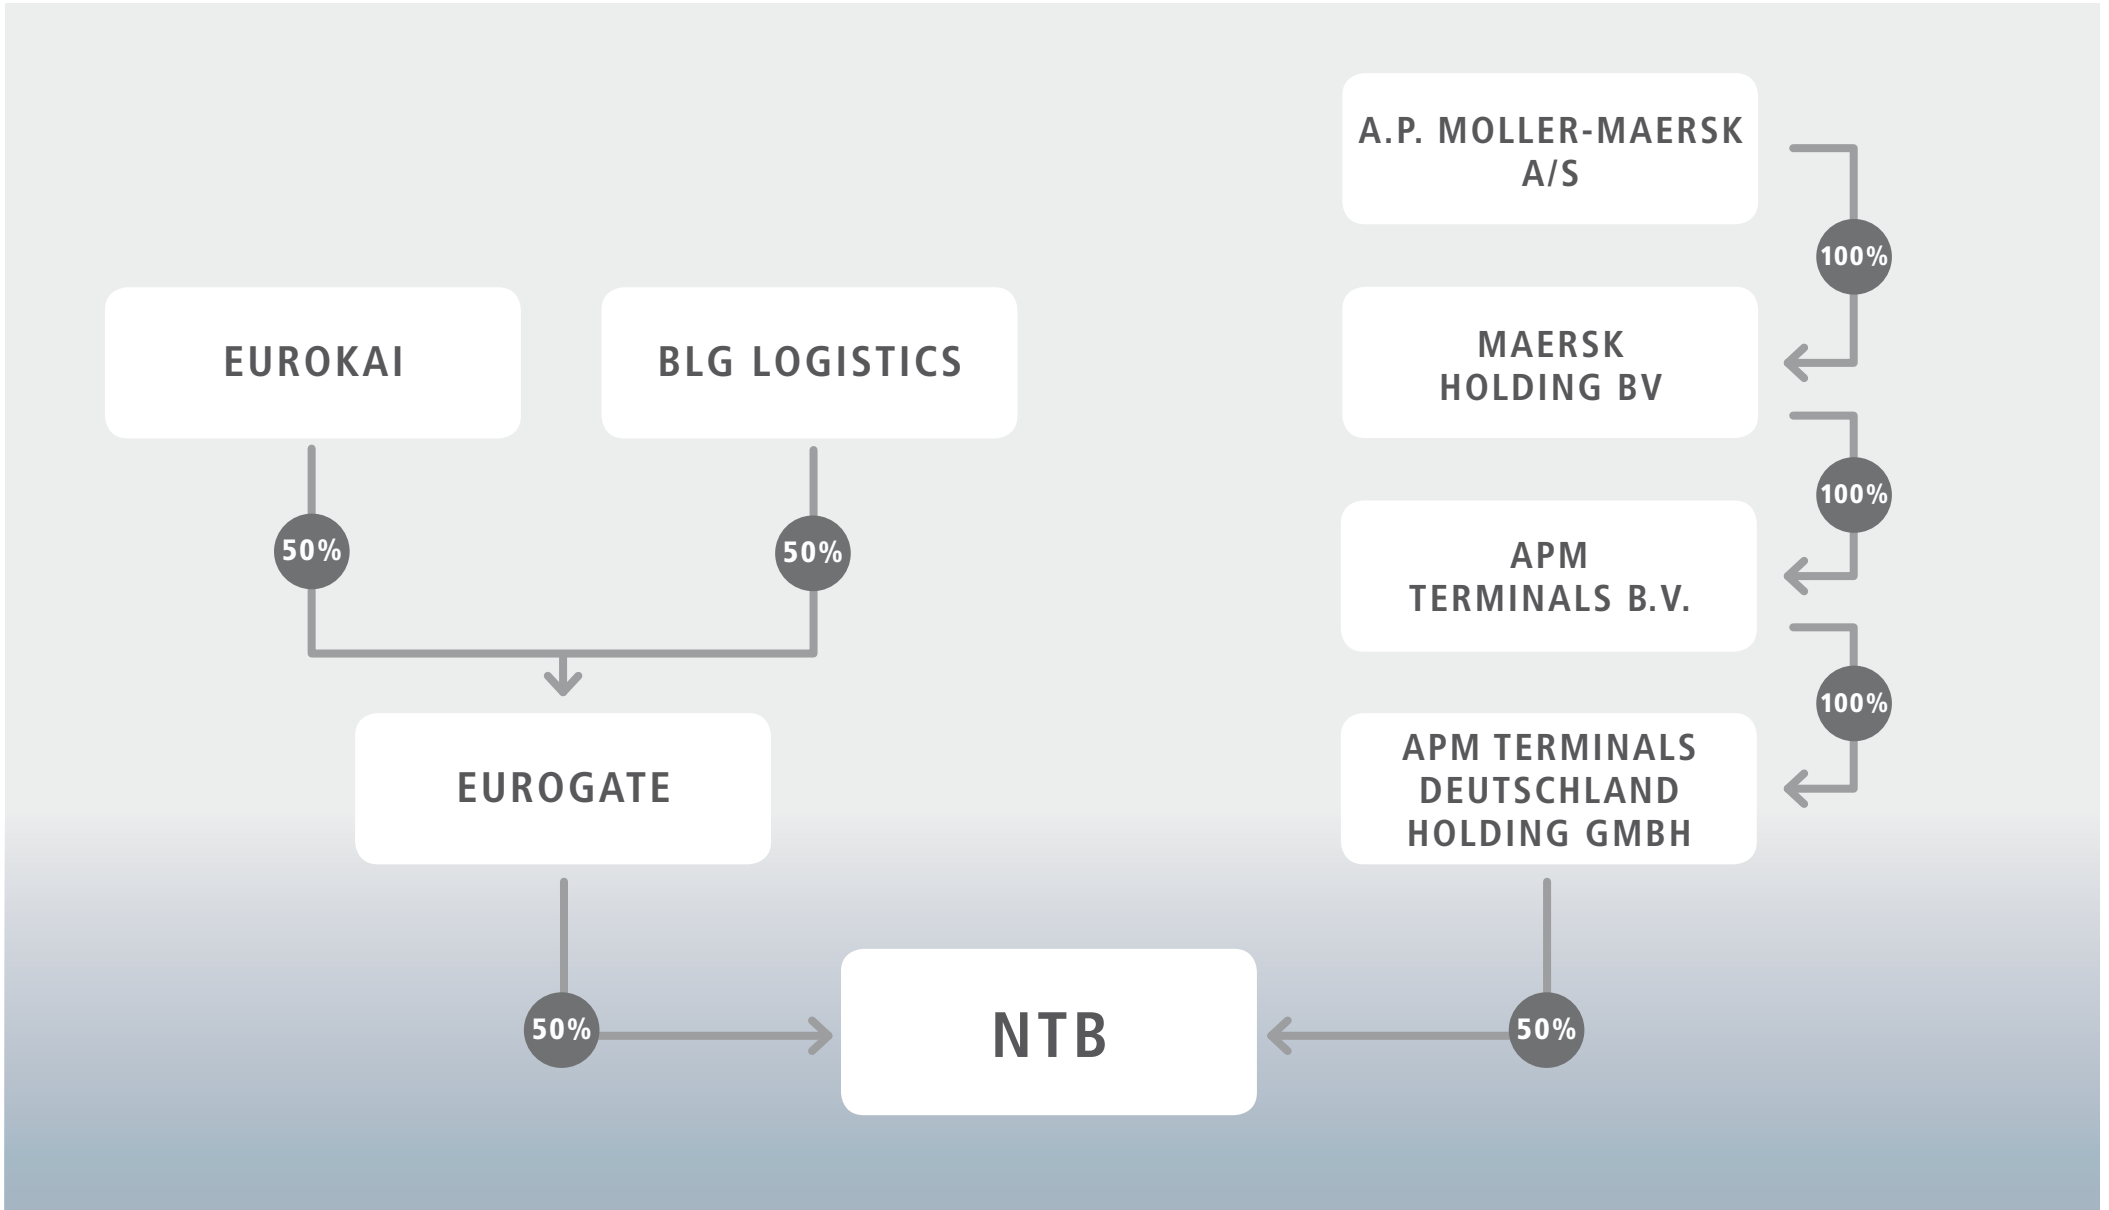 A.P. MOLLER-MAERSK
A/S
100%
EUROKAI
BLG LOGISTICS
MAERSK
HOLDING BV
100%
50%
50%
APM
TERMINALS B.V.
100%
EUROGATE
APM TERMINALS
DEUTSCHLAND
HOLDING GMBH
50%
NTB
50%